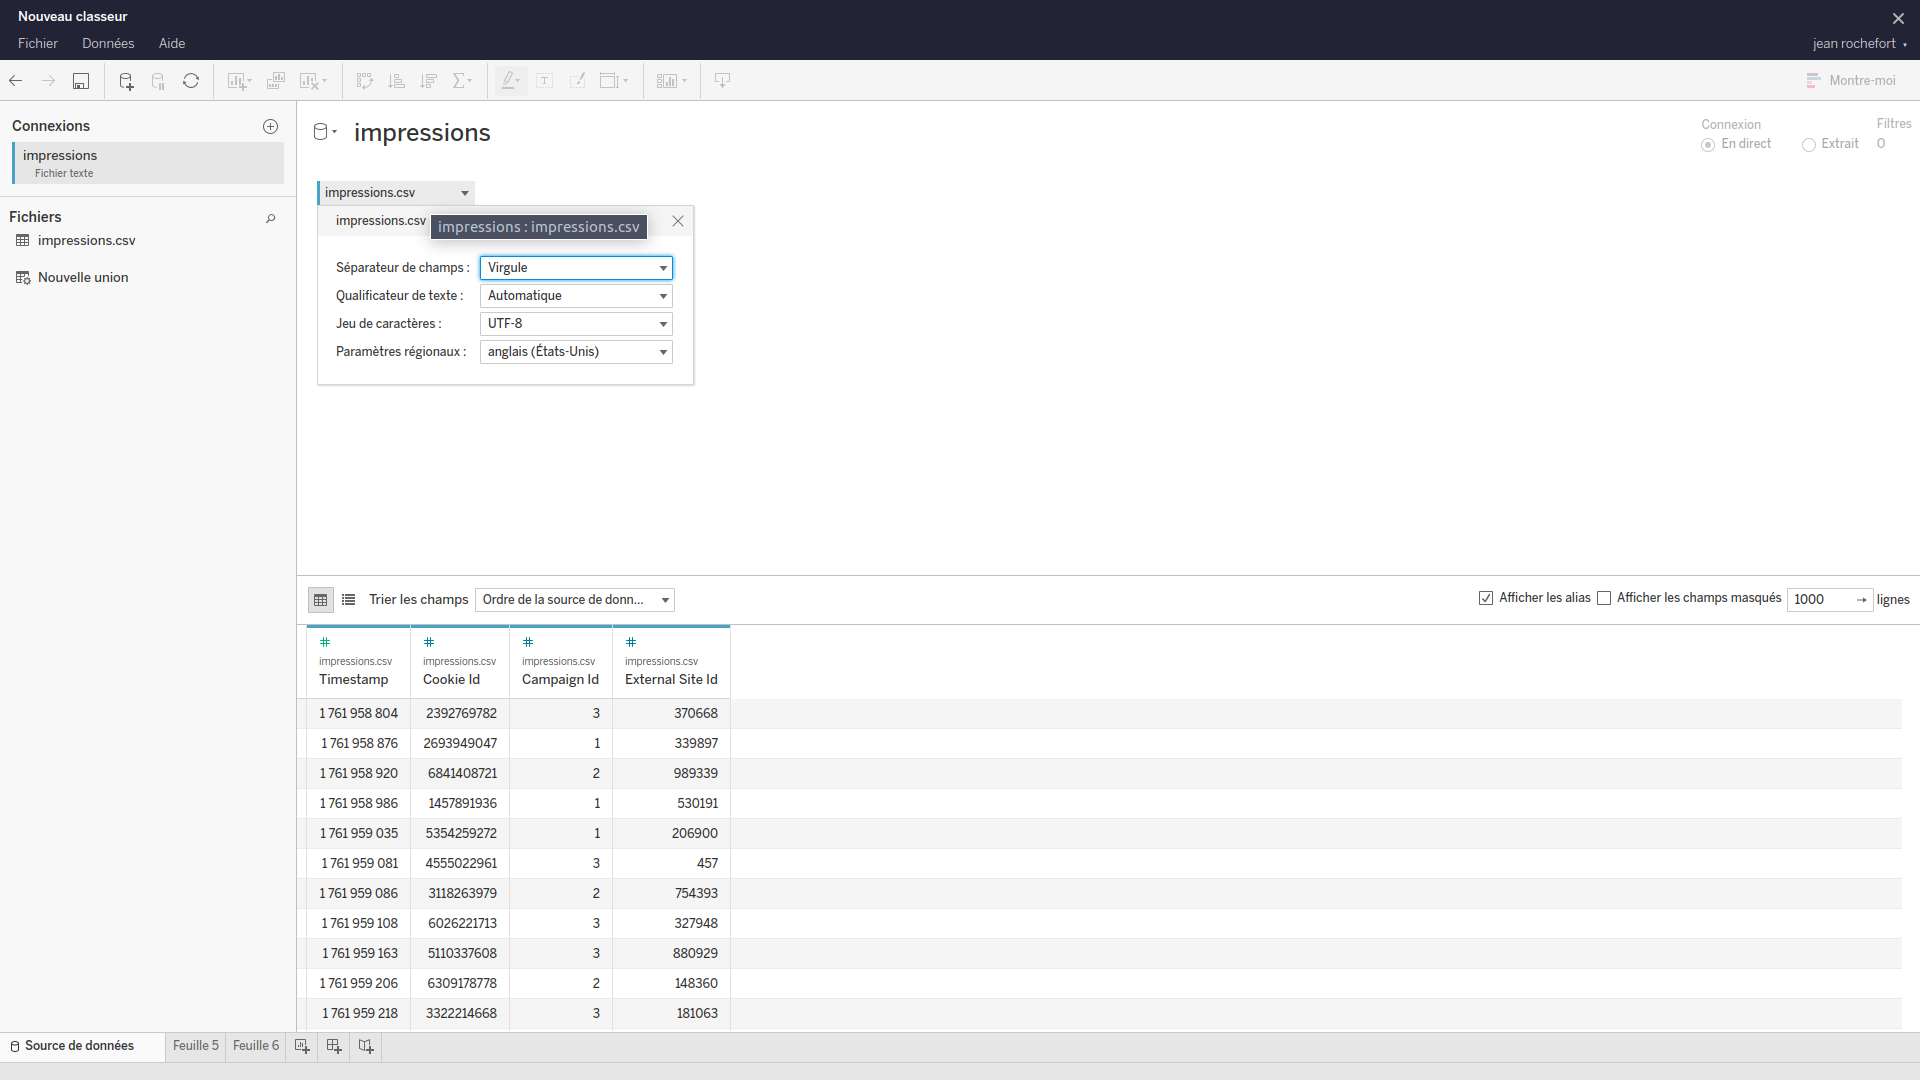 Nouveau classeur
Fichier Données Aide
jean rochefort
Montre-moi
Connexions
impressions
Fichier texte
Fichiers
impressions.csv
Nouvelle union
impressions
Connexion
En direct
Extrait
Filtres
0
impressions.csv
impressions.csv
impressions : impressions.csv
Séparateur de champs : Virgule
Qualificateur de texte : Automatique
Jeu de caractères : UTF-8
Paramètres régionaux : anglais (États-Unis)
Trier les champs Ordre de la source de donn...
Afficher les alias Afficher les champs masqués 1000 lignes
impressions.csv impressions.csv impressions.csv impressions.csv
Timestamp Cookie Id Campaign Id External Site Id
1 761 958 804 2392769782 3 370668
1 761 958 876 2693949047 1 339897
1 761 958 920 6841408721 2 989339
1 761 958 986 1457891936 1 530191
1 761 959 035 5354259272 1 206900
1 761 959 081 4555022961 3 457
1 761 959 086 3118263979 2 754393
1 761 959 108 6026221713 3 327948
1 761 959 163 5110337608 3 880929
1 761 959 206 6309178778 2 148360
1 761 959 218 3322214668 3 181063
Source de données Feuille 5 Feuille 6